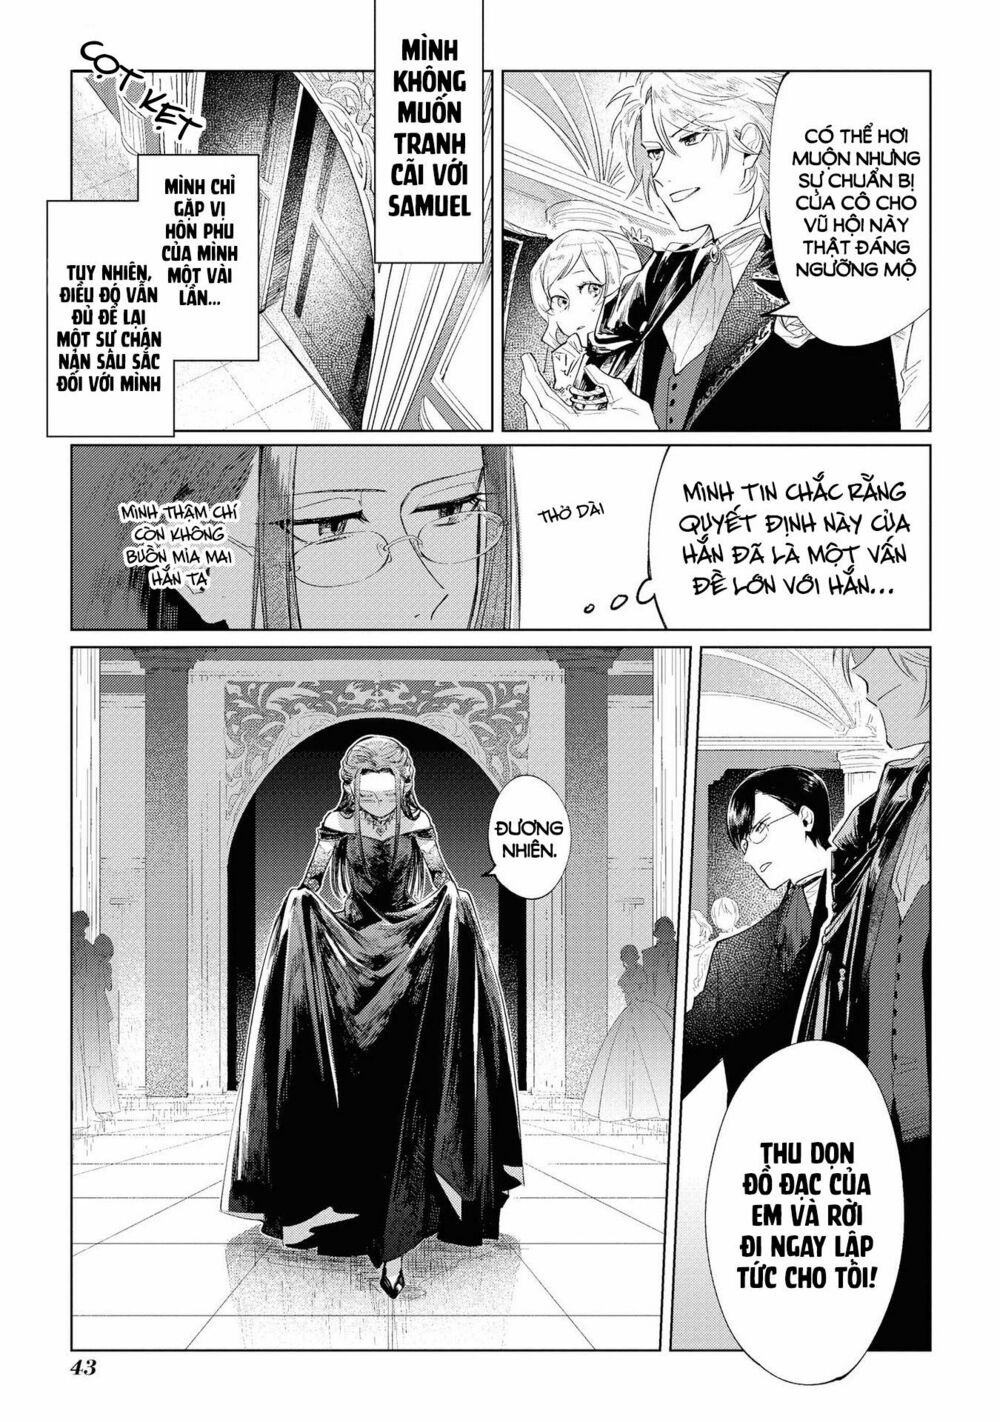 CÓ THỂ HƠI
MUỘN NHƯNG
SỰ CHUẨN BỊ
CỦA CÔ CHO
VŨ HỘI NÀY
THẬT ĐÁNG
NGƯỠNG MỘ
MÌNH
KHÔNG
MUỐN
TRANH
CÃI VỚI
SAMUEL
CỌT KẸT
MÌNH CHỈ
GẶP VỊ
HÔN PHU
CỦA MÌNH
MỘT VÀI
LẦN...
TUY NHIÊN,
ĐIỀU ĐÓ VẪN
ĐỦ ĐỂ LẠI
MỘT SỰ CHÁN
NẢN SÂU SẮC
ĐỐI VỚI MÌNH
MÌNH TIN CHẮC RẰNG
QUYẾT ĐỊNH NÀY CỦA
HẮN ĐÃ LÀ MỘT VẤN
ĐỀ LỚN VỚI HẮN...
THỞ DÀI
MÌNH THẬM CHÍ
CÒN KHÔNG
BUỒN MỈA MAI
HẮN TA
THU DỌN
ĐỒ ĐẠC CỦA
EM VÀ RỜI
ĐI NGAY LẬP
TỨC CHO TÔI!
ĐƯƠNG
NHIÊN.
43